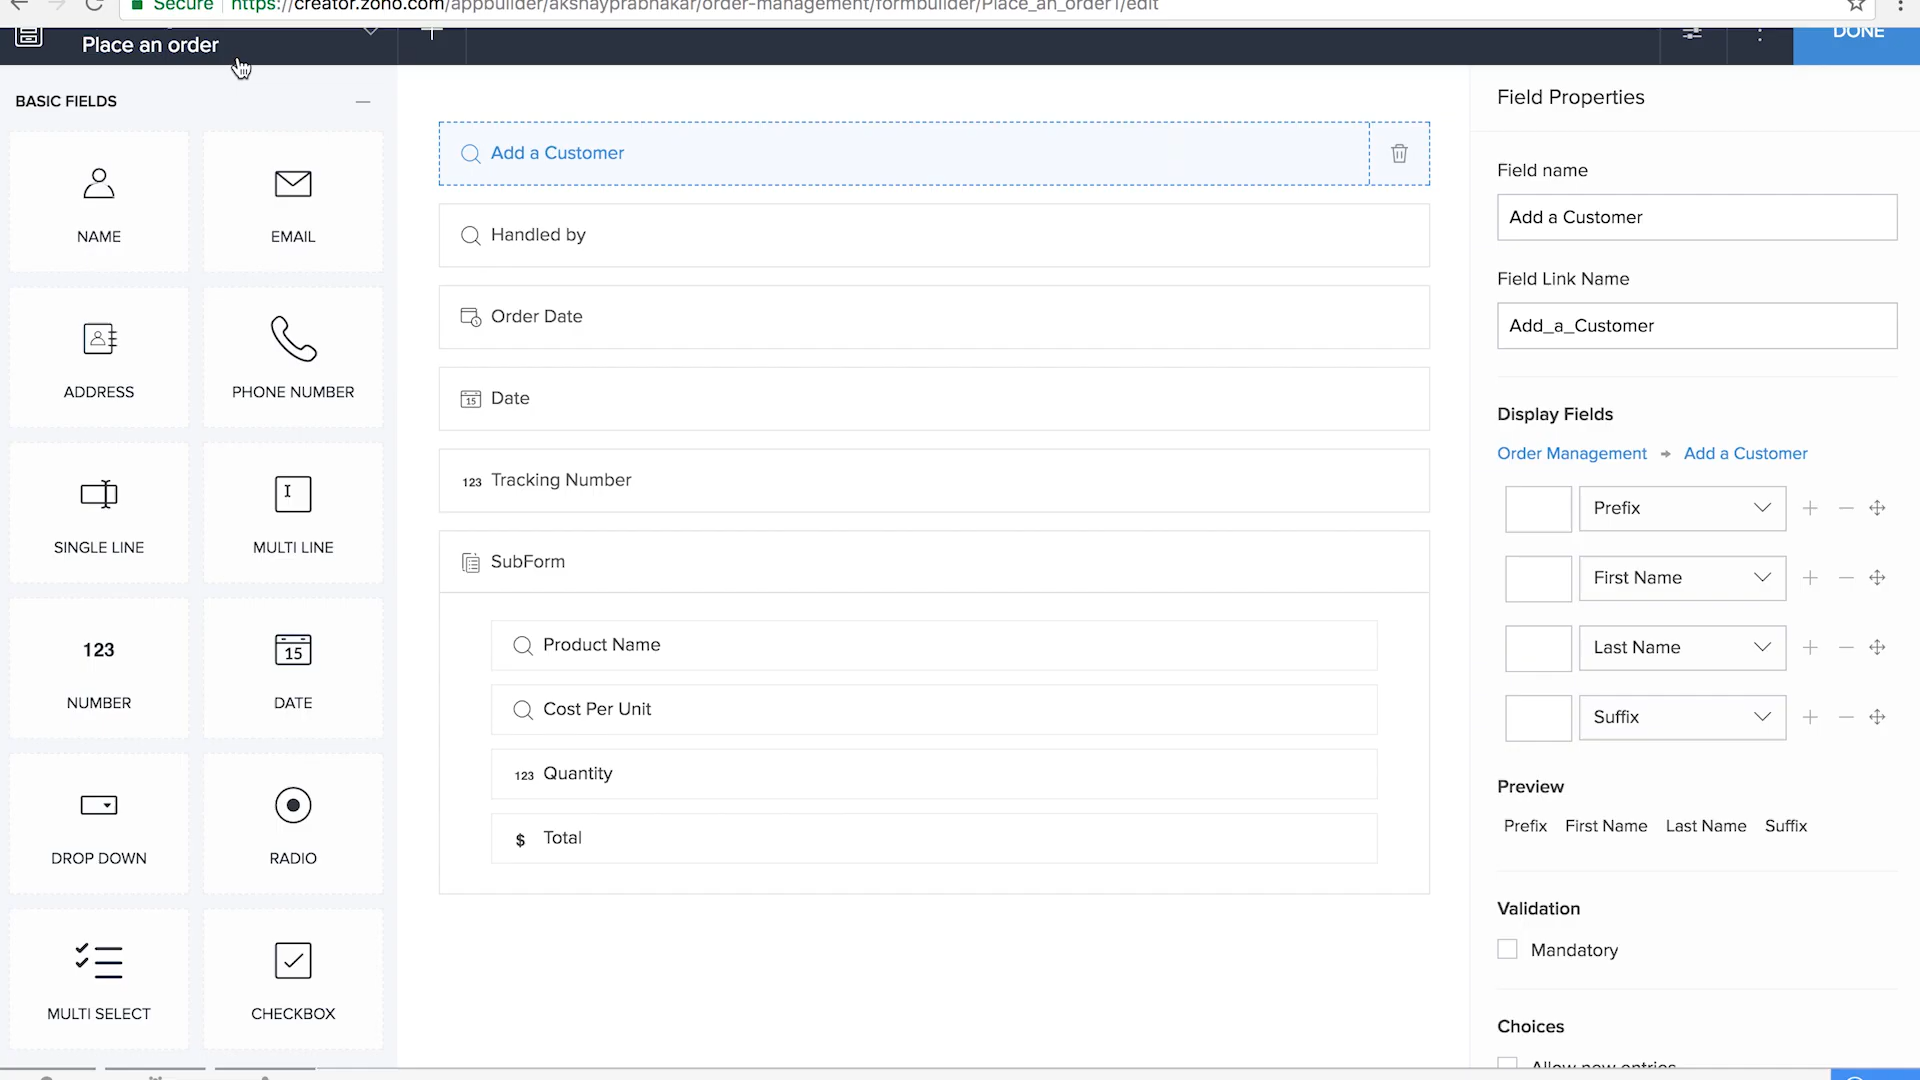 Secure https://creator.zoho.com/appbuilder/akshayprabhakar/order-management/formbuilder/Place_an_order1/edit
Place an order
DONE
BASIC FIELDS
NAME
EMAIL
ADDRESS
PHONE NUMBER
SINGLE LINE
MULTI LINE
123
15
NUMBER
DATE
DROP DOWN
RADIO
MULTI SELECT
CHECKBOX
Add a Customer
Handled by
Order Date
15 Date
123 Tracking Number
SubForm
Product Name
Cost Per Unit
123 Quantity
$ Total
Field Properties
Field name
Add a Customer
Field Link Name
Add_a_Customer
Display Fields
Order Management Add a Customer
Prefix
First Name
Last Name
Suffix
Preview
Prefix First Name Last Name Suffix
Validation
Mandatory
Choices
Allow new entries